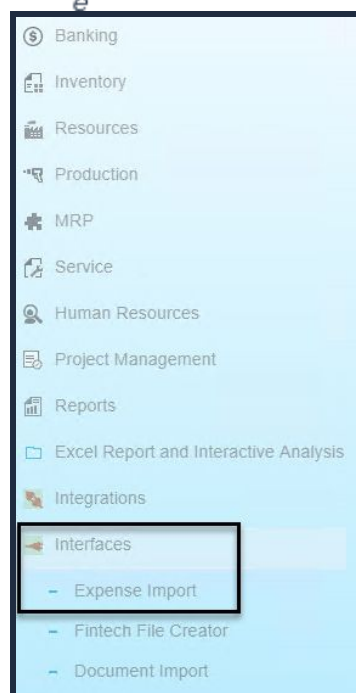 e
Banking
Inventory
Resources
Production
MRP
Service
Human Resources
Project Management
Reports
Excel Report and Interactive Analysis
Integrations
Interfaces
- Expense Import
- Fintech File Creator
- Document Import